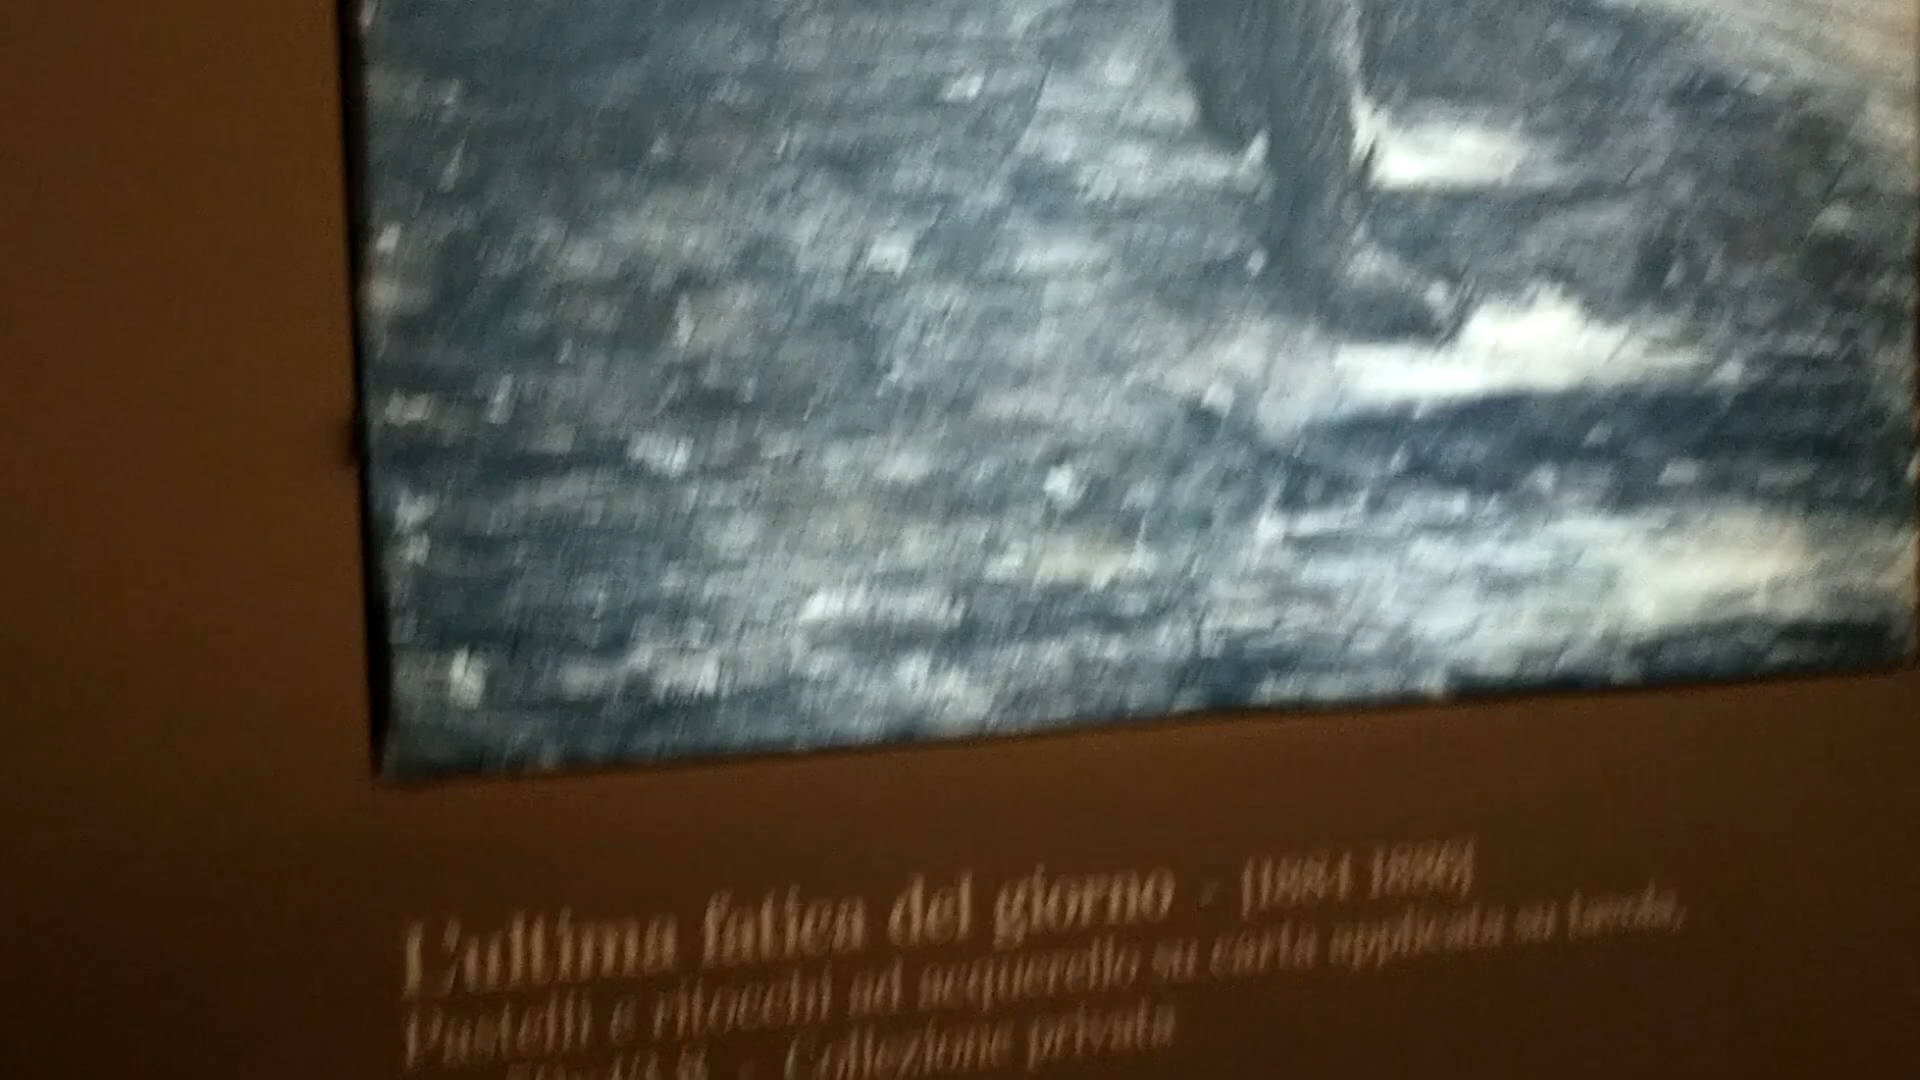 L'ultima fatica del giorno - (1884 1886)
Pastelli e ritocchi ad acquerello su carta applicata su tavola,
- Collezione privata